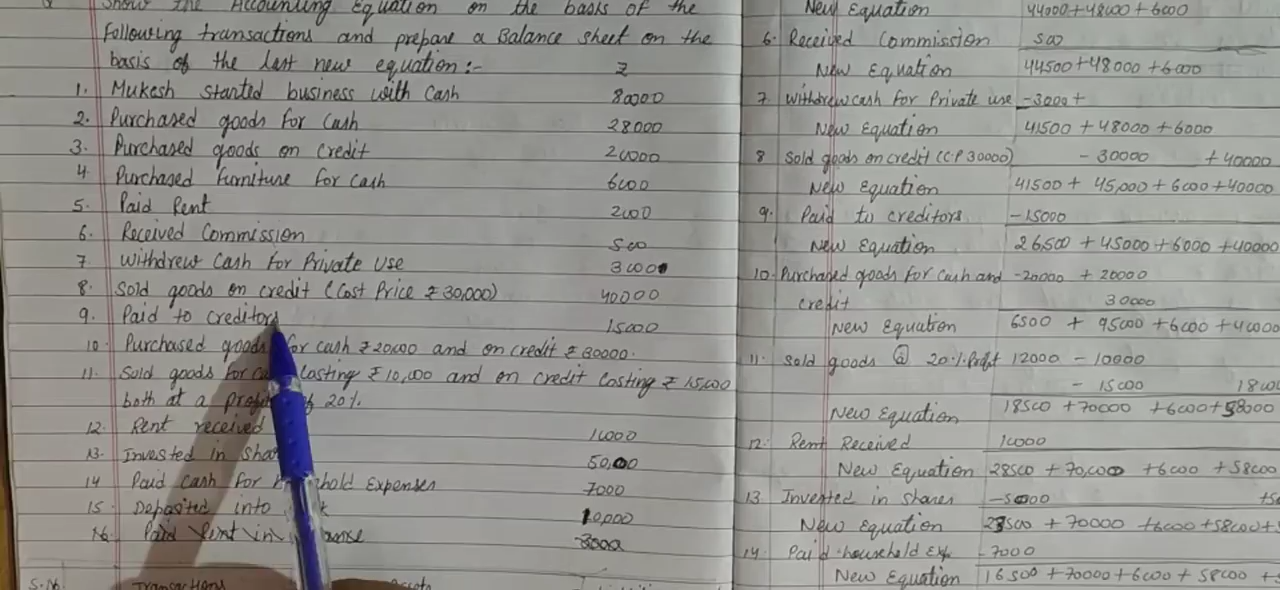 Show the Accounting Equation on the basis of the
following transactions and prepare a Balance sheet on the
basis of the last new equation:- ₹
1. Mukesh started business with Cash 80000
2. Purchased goods for Cash 28000
3. Purchased goods on credit 20000
4. Purchased Furniture for Cash 6000
5. Paid Rent 2000
6. Received Commission 500
7 Withdrew Cash for Private Use 3000
8. Sold goods on credit (Cost Price ₹ 30,000) 40000
9. Paid to creditors 15000
10. Purchased goods for cash ₹20,000 and on credit ₹ 30000.
11. Sold goods for Costing ₹ 10,000 and on credit Costing ₹ 15,000
both at a 20%.
12. Rent received 10000
13. Invested in 50,00
14 Paid Cash for Expenses 7000
15. Deposited into 10,000
16. Paid Rent in 3000
S.No. Transactions
New Equation 44000+48000+6000
6. Received Commission 500
New Equation 44500+48000+6000
7 Withdrew cash for Private use -3000+
New Equation 41500 + 48000 + 6000
8 Sold goods on credit (C.P 30000) - 30000 + 40000
New Equation 41500 + 45,000 + 6000 +40000
9. Paid to creditors -15000
New Equation 26500 + 45000 + 6000 +40000
10. Purchased goods for Cash and -20000 + 20000
credit 30000
New Equation 6500 + 95000 + 6000 + 40000
11. Sold goods @ 20% Profit 12000 - 10000
- 15000
New Equation 18500 +70000 +6000+58000
12. Rent Received 10000
New Equation 28500 + 70,000 +6000 + 58000
13. Invested in Shares -5000
New Equation 23500 + 70000 +6000+58000+
14 Paid household Exp -7000
New Equation 16500 +70000+6000 + 58000 +